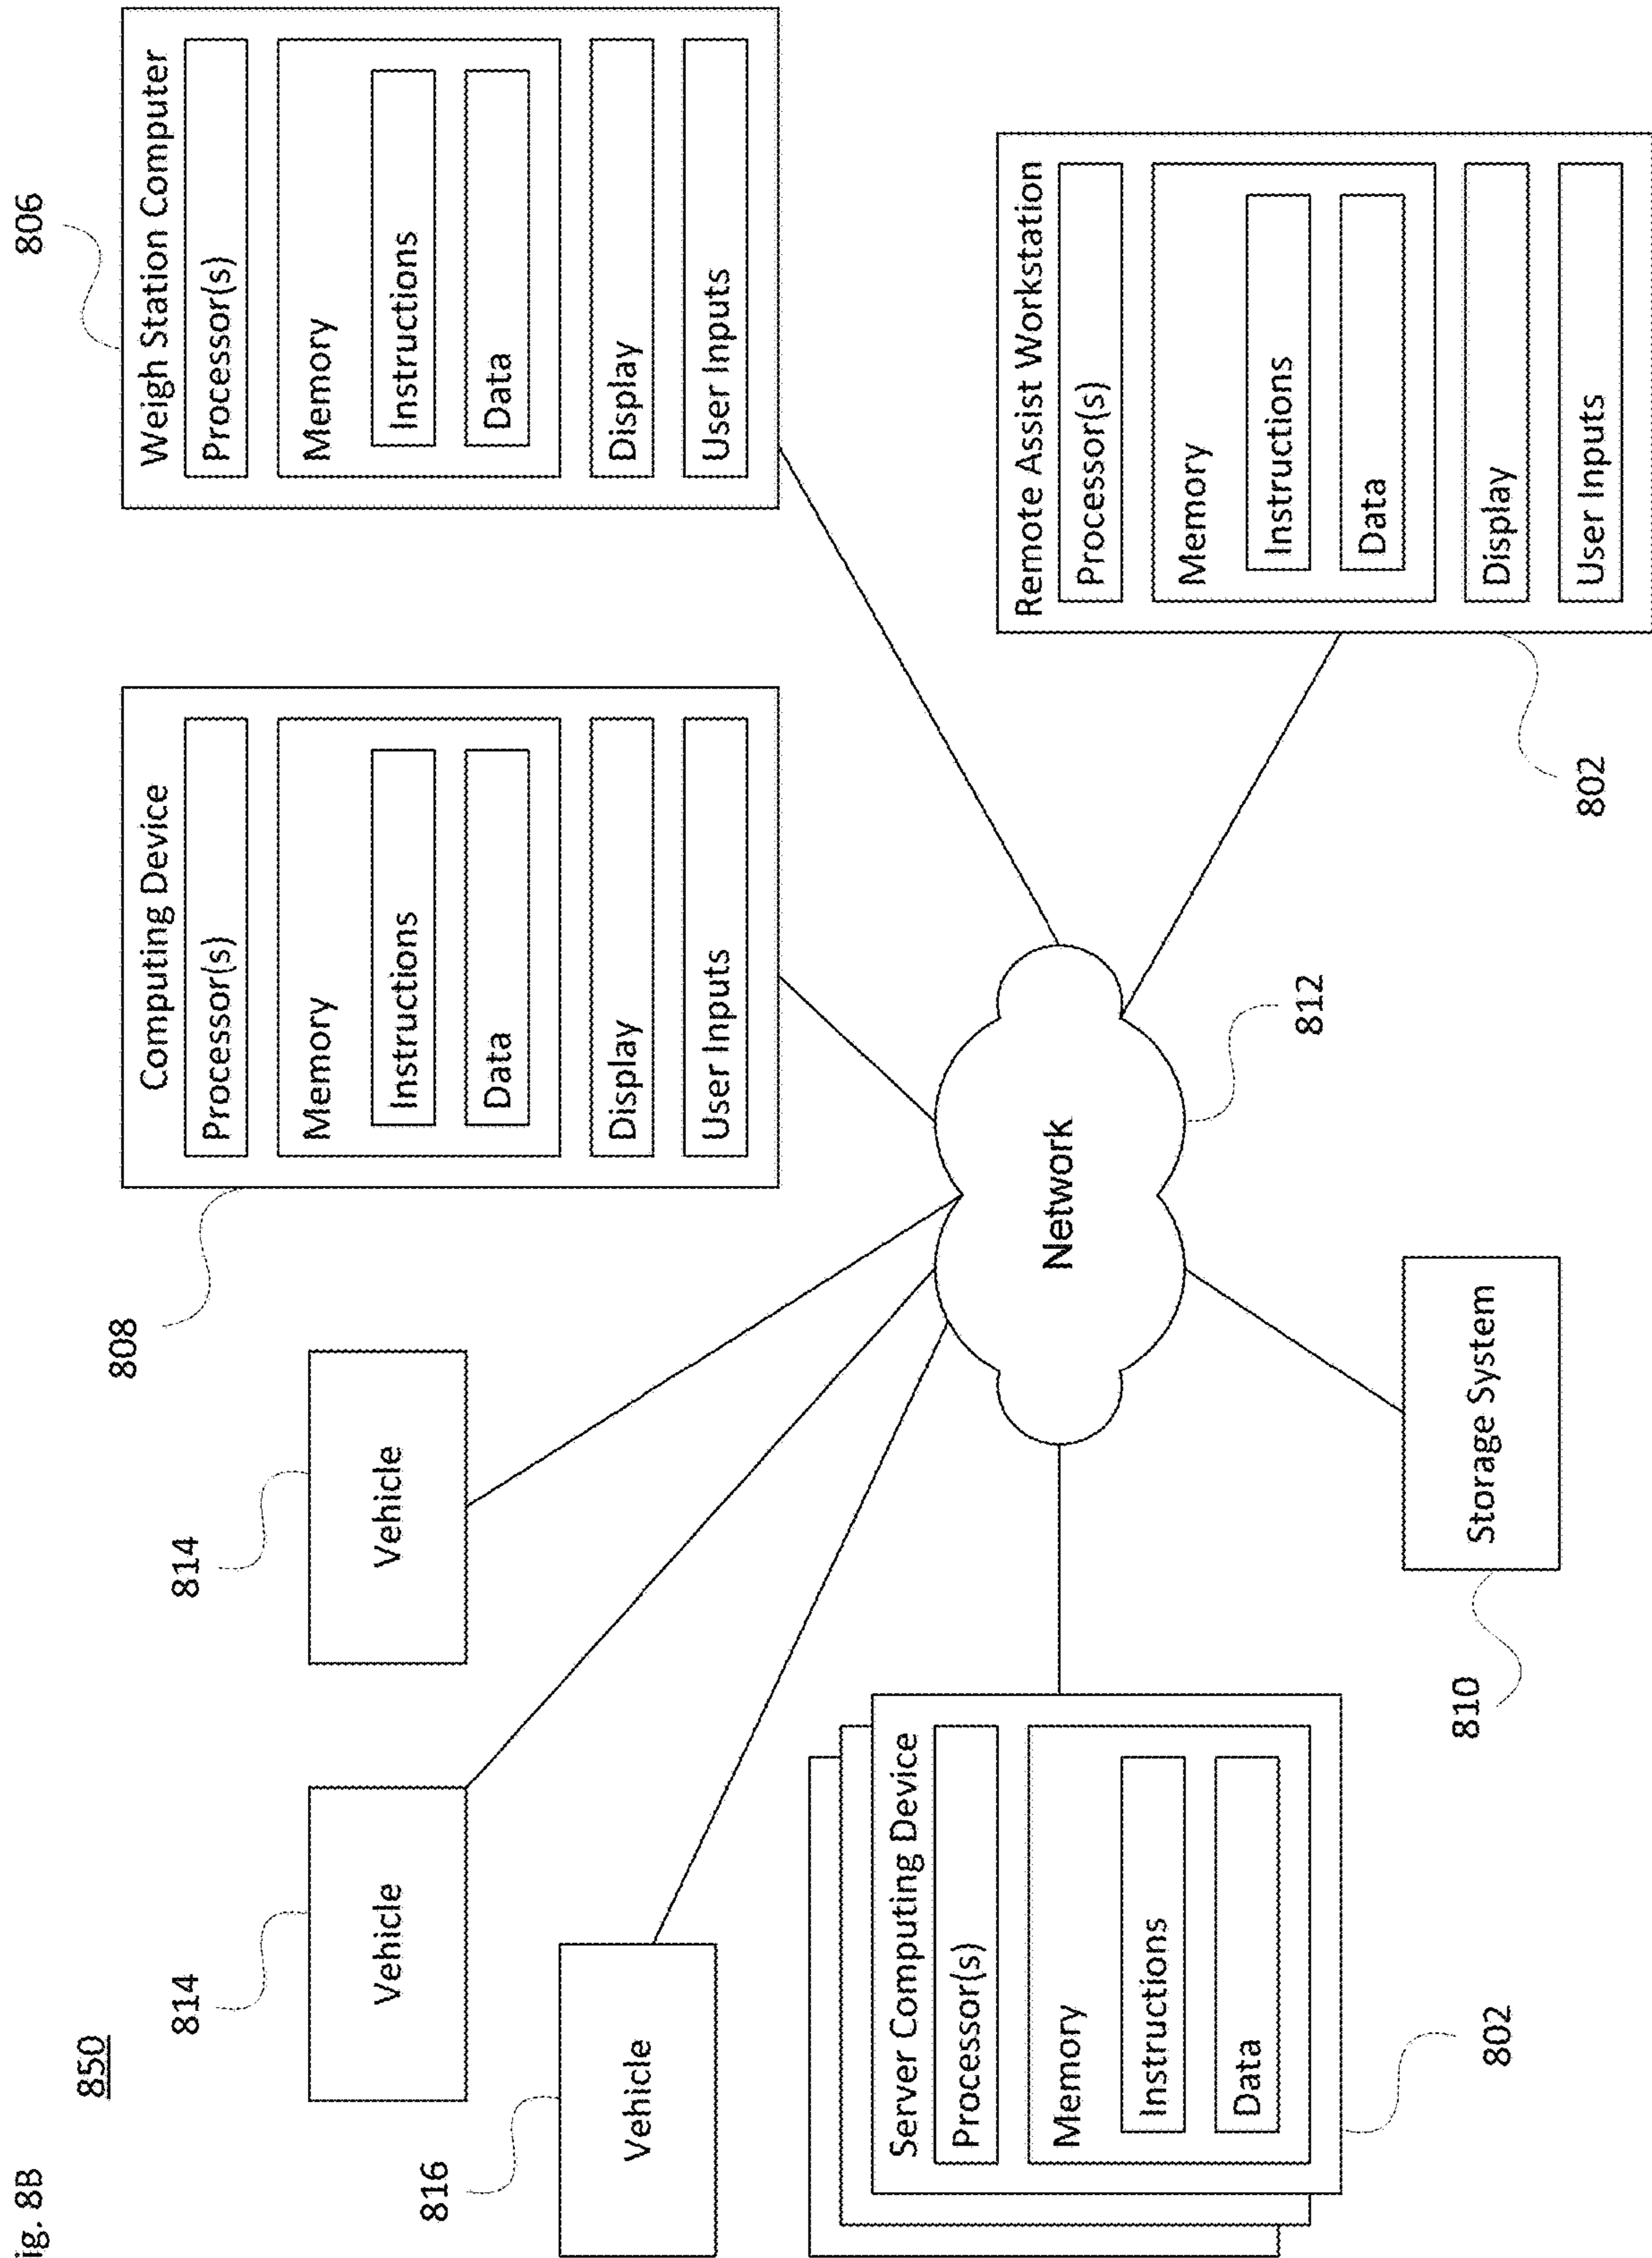 ig. 8B
850
816
Vehicle
814
Vehicle
814
Vehicle
808
Computing Device
Processor(s)
Memory
Instructions
Data
Display
User Inputs
806
Weigh Station Computer
Processor(s)
Memory
Instructions
Data
Display
User Inputs
Server Computing Device
Processor(s)
Memory
Instructions
Data
802
Network
812
Storage System
810
Remote Assist Workstation
Processor(s)
Memory
Instructions
Data
Display
User Inputs
802